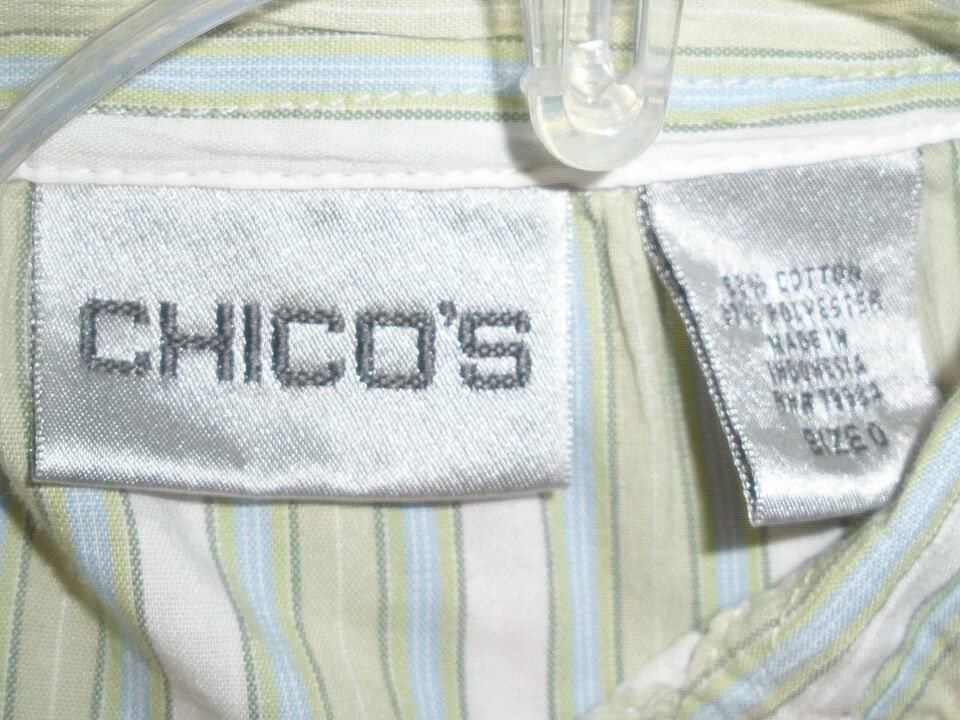 CHICO'S
COTTON
POLYESTER
MADE IN
INDONESIA
SIZE 0